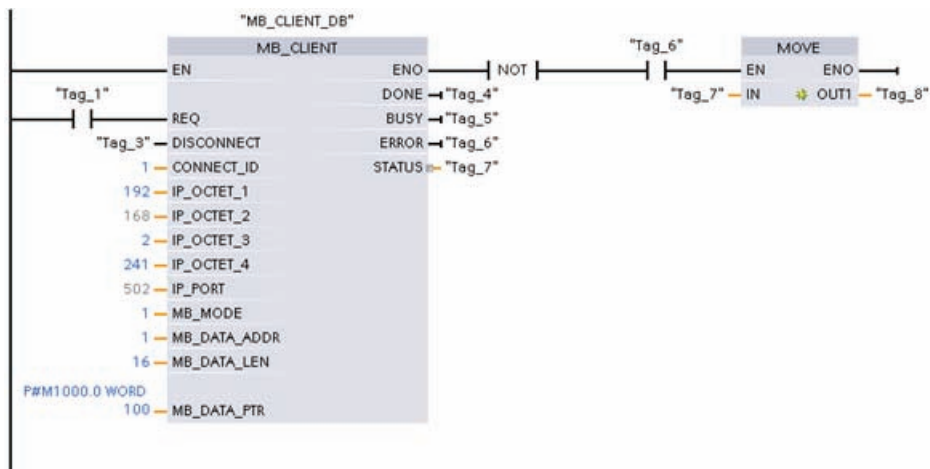 "MB_CLIENT_DB"
MB_CLIENT
EN ENO
NOT
"Tag_6"
MOVE
EN ENO
"Tag_7" IN OUT1 "Tag_8"
"Tag_1"
DONE "Tag_4"
REQ BUSY "Tag_5"
"Tag_3" DISCONNECT ERROR "Tag_6"
1 CONNECT_ID STATUS "Tag_7"
192 IP_OCTET_1
168 IP_OCTET_2
2 IP_OCTET_3
241 IP_OCTET_4
502 IP_PORT
1 MB_MODE
1 MB_DATA_ADDR
16 MB_DATA_LEN
P#M1000.0 WORD
100 MB_DATA_PTR